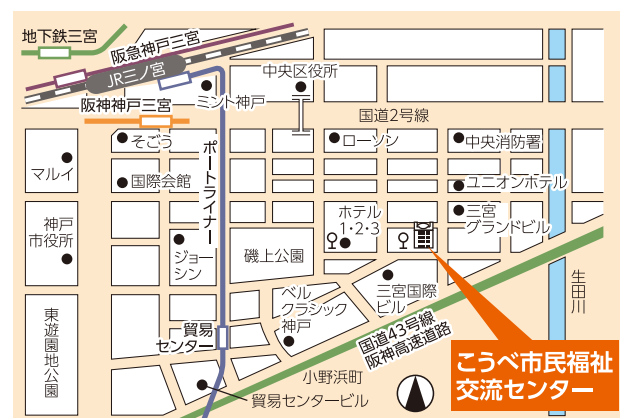 地下鉄三宮
阪急神戸三宮
JR三ノ宮
中央区役所
ミント神戸
阪神神戸三宮
国道2号線
そごう
ポートライナー
ローソン
中央消防署
マルイ
国際会館
ユニオンホテル
神戸
市役所
ホテル
1・2・3
三宮
グランドビル
ジョー
シン
磯上公園
三宮国際
ビル
生田川
ベル
クラシック
神戸
東遊園地公園
貿易
センター
国道43号線
阪神高速道路
こうべ市民福祉
交流センター
小野浜町
貿易センタービル